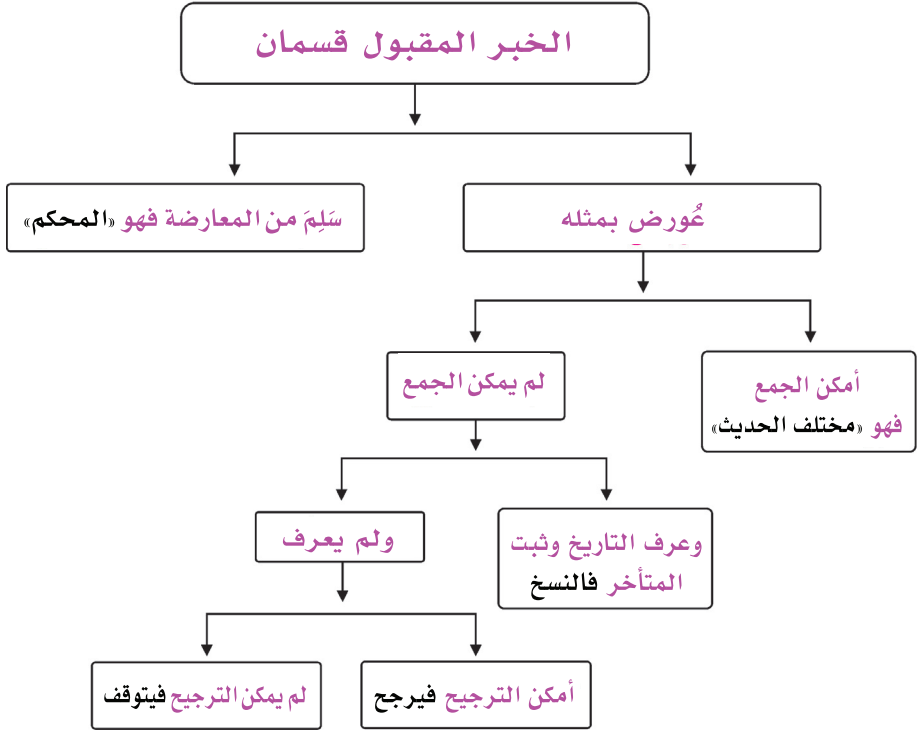 الخبر المقبول قسمان
عُورض بمثله
سَلِمَ من المعارضة فهو «المحكم»
أمكن الجمع
فهو «مختلف الحديث»
لم يمكن الجمع
وعرف التاريخ وثبت
المتأخر فالنسخ
ولم يعرف
أمكن الترجيح فيرجح
لم يمكن الترجيح فيتوقف